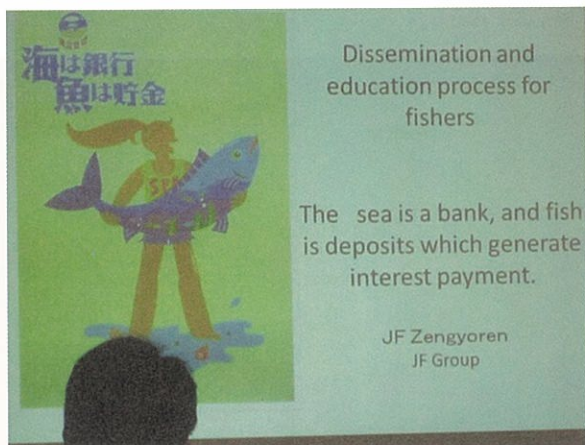 海は銀行
魚は貯金
Dissemination and
education process for
fishers
The sea is a bank, and fish
is deposits which generate
interest payment.
JF Zengyoren
JF Group